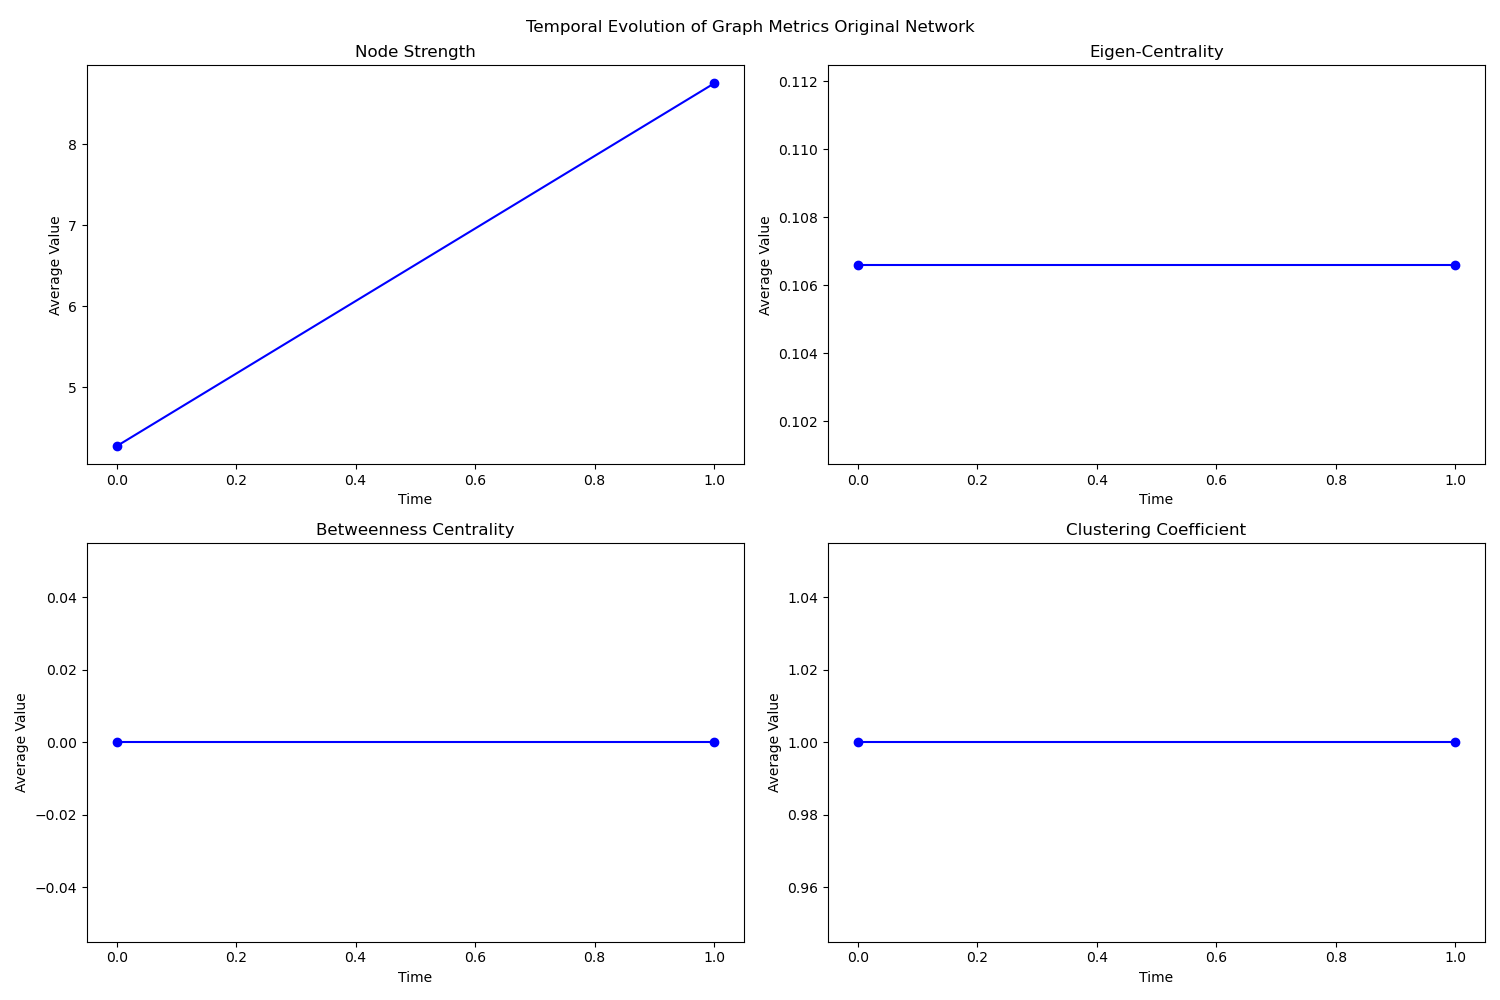 Temporal Evolution of Graph Metrics Original Network
Node Strength
Average Value
8
7
6
5
0.0 0.2 0.4 0.6 0.8 1.0
Time
Eigen-Centrality
Average Value
0.112
0.110
0.108
0.106
0.104
0.102
0.0 0.2 0.4 0.6 0.8 1.0
Time
Betweenness Centrality
Average Value
0.04
0.02
0.00
−0.02
−0.04
0.0 0.2 0.4 0.6 0.8 1.0
Time
Clustering Coefficient
Average Value
1.04
1.02
1.00
0.98
0.96
0.0 0.2 0.4 0.6 0.8 1.0
Time